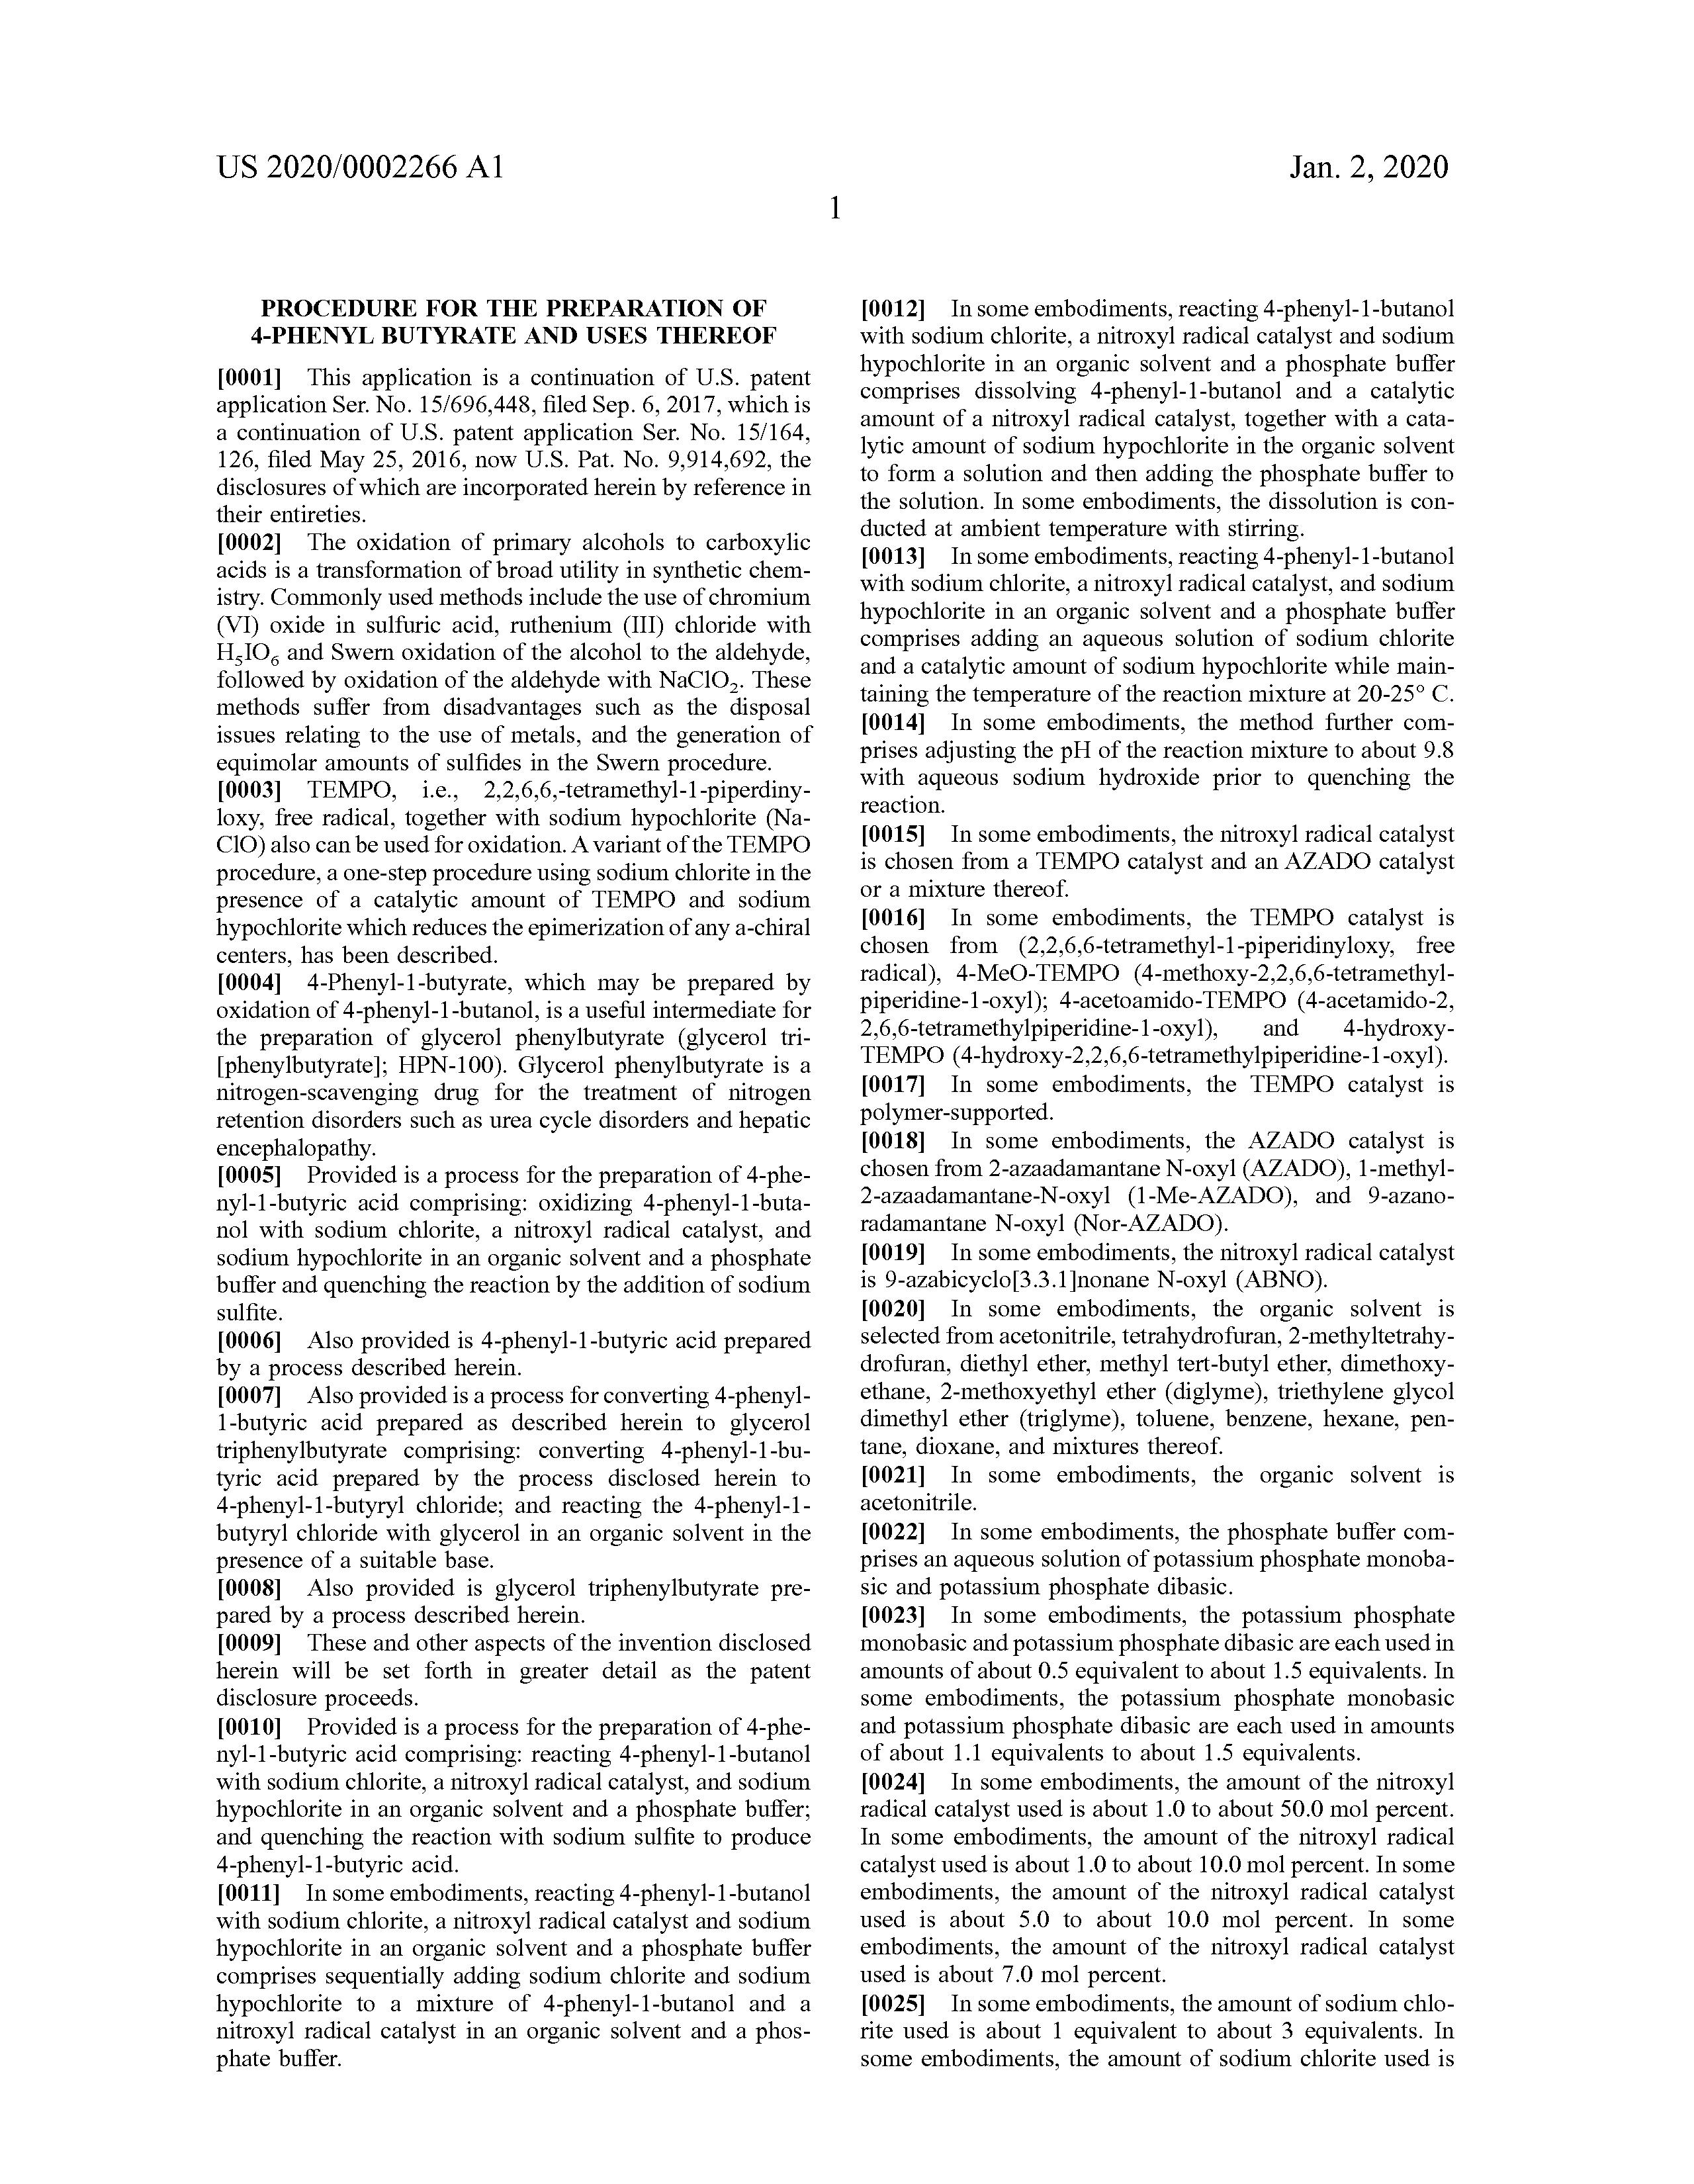 US 2020/0002266 A1
Jan. 2, 2020
1
PROCEDURE FOR THE PREPARATION OF
4-PHENYL BUTYRATE AND USES THEREOF
[0001] This application is a continuation of U.S. patent
application Ser. No. 15/696,448, filed Sep. 6, 2017, which is
a continuation of U.S. patent application Ser. No. 15/164,
126, filed May 25, 2016, now U.S. Pat. No. 9,914,692, the
disclosures of which are incorporated herein by reference in
their entireties.
[0002] The oxidation of primary alcohols to carboxylic
acids is a transformation of broad utility in synthetic chem-
istry. Commonly used methods include the use of chromium
(VI) oxide in sulfuric acid, ruthenium (III) chloride with
H₅IO₆ and Swern oxidation of the alcohol to the aldehyde,
followed by oxidation of the aldehyde with NaClO₂. These
methods suffer from disadvantages such as the disposal
issues relating to the use of metals, and the generation of
equimolar amounts of sulfides in the Swern procedure.
[0003] TEMPO, i.e., 2,2,6,6,-tetramethyl-1-piperdiny-
loxy, free radical, together with sodium hypochlorite (Na-
ClO) also can be used for oxidation. A variant of the TEMPO
procedure, a one-step procedure using sodium chlorite in the
presence of a catalytic amount of TEMPO and sodium
hypochlorite which reduces the epimerization of any a-chiral
centers, has been described.
[0004] 4-Phenyl-1-butyrate, which may be prepared by
oxidation of 4-phenyl-1-butanol, is a useful intermediate for
the preparation of glycerol phenylbutyrate (glycerol tri-
[phenylbutyrate]; HPN-100). Glycerol phenylbutyrate is a
nitrogen-scavenging drug for the treatment of nitrogen
retention disorders such as urea cycle disorders and hepatic
encephalopathy.
[0005] Provided is a process for the preparation of 4-phe-
nyl-1-butyric acid comprising: oxidizing 4-phenyl-1-buta-
nol with sodium chlorite, a nitroxyl radical catalyst, and
sodium hypochlorite in an organic solvent and a phosphate
buffer and quenching the reaction by the addition of sodium
sulfite.
[0006] Also provided is 4-phenyl-1-butyric acid prepared
by a process described herein.
[0007] Also provided is a process for converting 4-phenyl-
1-butyric acid prepared as described herein to glycerol
triphenylbutyrate comprising: converting 4-phenyl-1-bu-
tyric acid prepared by the process disclosed herein to
4-phenyl-1-butyryl chloride; and reacting the 4-phenyl-1-
butyryl chloride with glycerol in an organic solvent in the
presence of a suitable base.
[0008] Also provided is glycerol triphenylbutyrate pre-
pared by a process described herein.
[0009] These and other aspects of the invention disclosed
herein will be set forth in greater detail as the patent
disclosure proceeds.
[0010] Provided is a process for the preparation of 4-phe-
nyl-1-butyric acid comprising: reacting 4-phenyl-1-butanol
with sodium chlorite, a nitroxyl radical catalyst, and sodium
hypochlorite in an organic solvent and a phosphate buffer;
and quenching the reaction with sodium sulfite to produce
4-phenyl-1-butyric acid.
[0011] In some embodiments, reacting 4-phenyl-1-butanol
with sodium chlorite, a nitroxyl radical catalyst and sodium
hypochlorite in an organic solvent and a phosphate buffer
comprises sequentially adding sodium chlorite and sodium
hypochlorite to a mixture of 4-phenyl-1-butanol and a
nitroxyl radical catalyst in an organic solvent and a phos-
phate buffer.
[0012] In some embodiments, reacting 4-phenyl-1-butanol
with sodium chlorite, a nitroxyl radical catalyst and sodium
hypochlorite in an organic solvent and a phosphate buffer
comprises dissolving 4-phenyl-1-butanol and a catalytic
amount of a nitroxyl radical catalyst, together with a cata-
lytic amount of sodium hypochlorite in the organic solvent
to form a solution and then adding the phosphate buffer to
the solution. In some embodiments, the dissolution is con-
ducted at ambient temperature with stirring.
[0013] In some embodiments, reacting 4-phenyl-1-butanol
with sodium chlorite, a nitroxyl radical catalyst, and sodium
hypochlorite in an organic solvent and a phosphate buffer
comprises adding an aqueous solution of sodium chlorite
and a catalytic amount of sodium hypochlorite while main-
taining the temperature of the reaction mixture at 20-25° C.
[0014] In some embodiments, the method further com-
prises adjusting the pH of the reaction mixture to about 9.8
with aqueous sodium hydroxide prior to quenching the
reaction.
[0015] In some embodiments, the nitroxyl radical catalyst
is chosen from a TEMPO catalyst and an AZADO catalyst
or a mixture thereof.
[0016] In some embodiments, the TEMPO catalyst is
chosen from (2,2,6,6-tetramethyl-1-piperidinyloxy, free
radical), 4-MeO-TEMPO (4-methoxy-2,2,6,6-tetramethyl-
piperidine-1-oxyl); 4-acetoamido-TEMPO (4-acetamido-2,
2,6,6-tetramethylpiperidine-1-oxyl), and 4-hydroxy-
TEMPO (4-hydroxy-2,2,6,6-tetramethylpiperidine-1-oxyl).
[0017] In some embodiments, the TEMPO catalyst is
polymer-supported.
[0018] In some embodiments, the AZADO catalyst is
chosen from 2-azaadamantane N-oxyl (AZADO), 1-methyl-
2-azaadamantane-N-oxyl (1-Me-AZADO), and 9-azano-
radamantane N-oxyl (Nor-AZADO).
[0019] In some embodiments, the nitroxyl radical catalyst
is 9-azabicyclo[3.3.1]nonane N-oxyl (ABNO).
[0020] In some embodiments, the organic solvent is
selected from acetonitrile, tetrahydrofuran, 2-methyltetrahy-
drofuran, diethyl ether, methyl tert-butyl ether, dimethoxy-
ethane, 2-methoxyethyl ether (diglyme), triethylene glycol
dimethyl ether (triglyme), toluene, benzene, hexane, pen-
tane, dioxane, and mixtures thereof.
[0021] In some embodiments, the organic solvent is
acetonitrile.
[0022] In some embodiments, the phosphate buffer com-
prises an aqueous solution of potassium phosphate monoba-
sic and potassium phosphate dibasic.
[0023] In some embodiments, the potassium phosphate
monobasic and potassium phosphate dibasic are each used in
amounts of about 0.5 equivalent to about 1.5 equivalents. In
some embodiments, the potassium phosphate monobasic
and potassium phosphate dibasic are each used in amounts
of about 1.1 equivalents to about 1.5 equivalents.
[0024] In some embodiments, the amount of the nitroxyl
radical catalyst used is about 1.0 to about 50.0 mol percent.
In some embodiments, the amount of the nitroxyl radical
catalyst used is about 1.0 to about 10.0 mol percent. In some
embodiments, the amount of the nitroxyl radical catalyst
used is about 5.0 to about 10.0 mol percent. In some
embodiments, the amount of the nitroxyl radical catalyst
used is about 7.0 mol percent.
[0025] In some embodiments, the amount of sodium chlo-
rite used is about 1 equivalent to about 3 equivalents. In
some embodiments, the amount of sodium chlorite used is